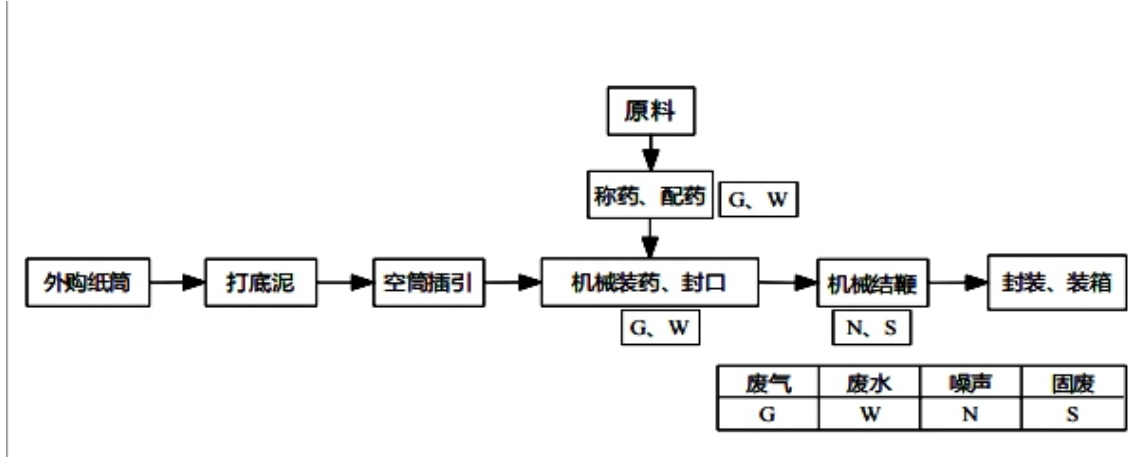 原料
称药、配药
G、W
外购纸筒
打底泥
空筒插引
机械装药、封口
机械结鞭
封装、装箱
G、W
N、S
废气 废水 噪声 固废
G W N S